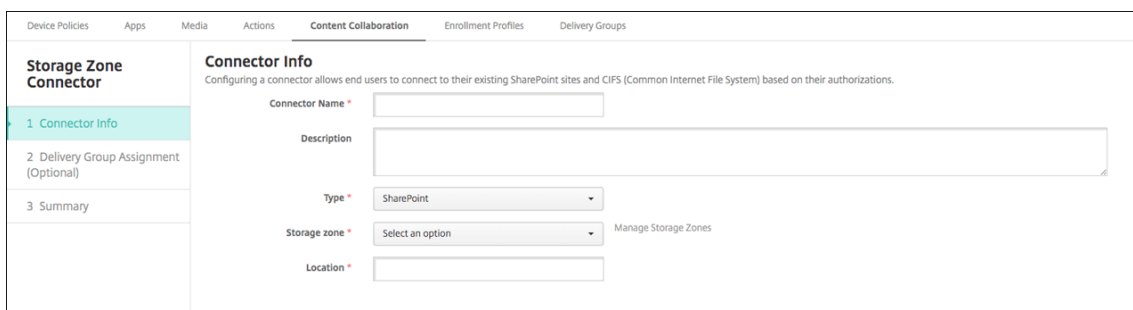 Device Policies Apps Media Actions Content Collaboration Enrollment Profiles Delivery Groups
Storage Zone
Connector
1 Connector Info
2 Delivery Group Assignment
(Optional)
3 Summary
Connector Info
Configuring a connector allows end users to connect to their existing SharePoint sites and CIFS (Common Internet File System) based on their authorizations.
Connector Name *
Description
Type * SharePoint
Storage zone * Select an option Manage Storage Zones
Location *